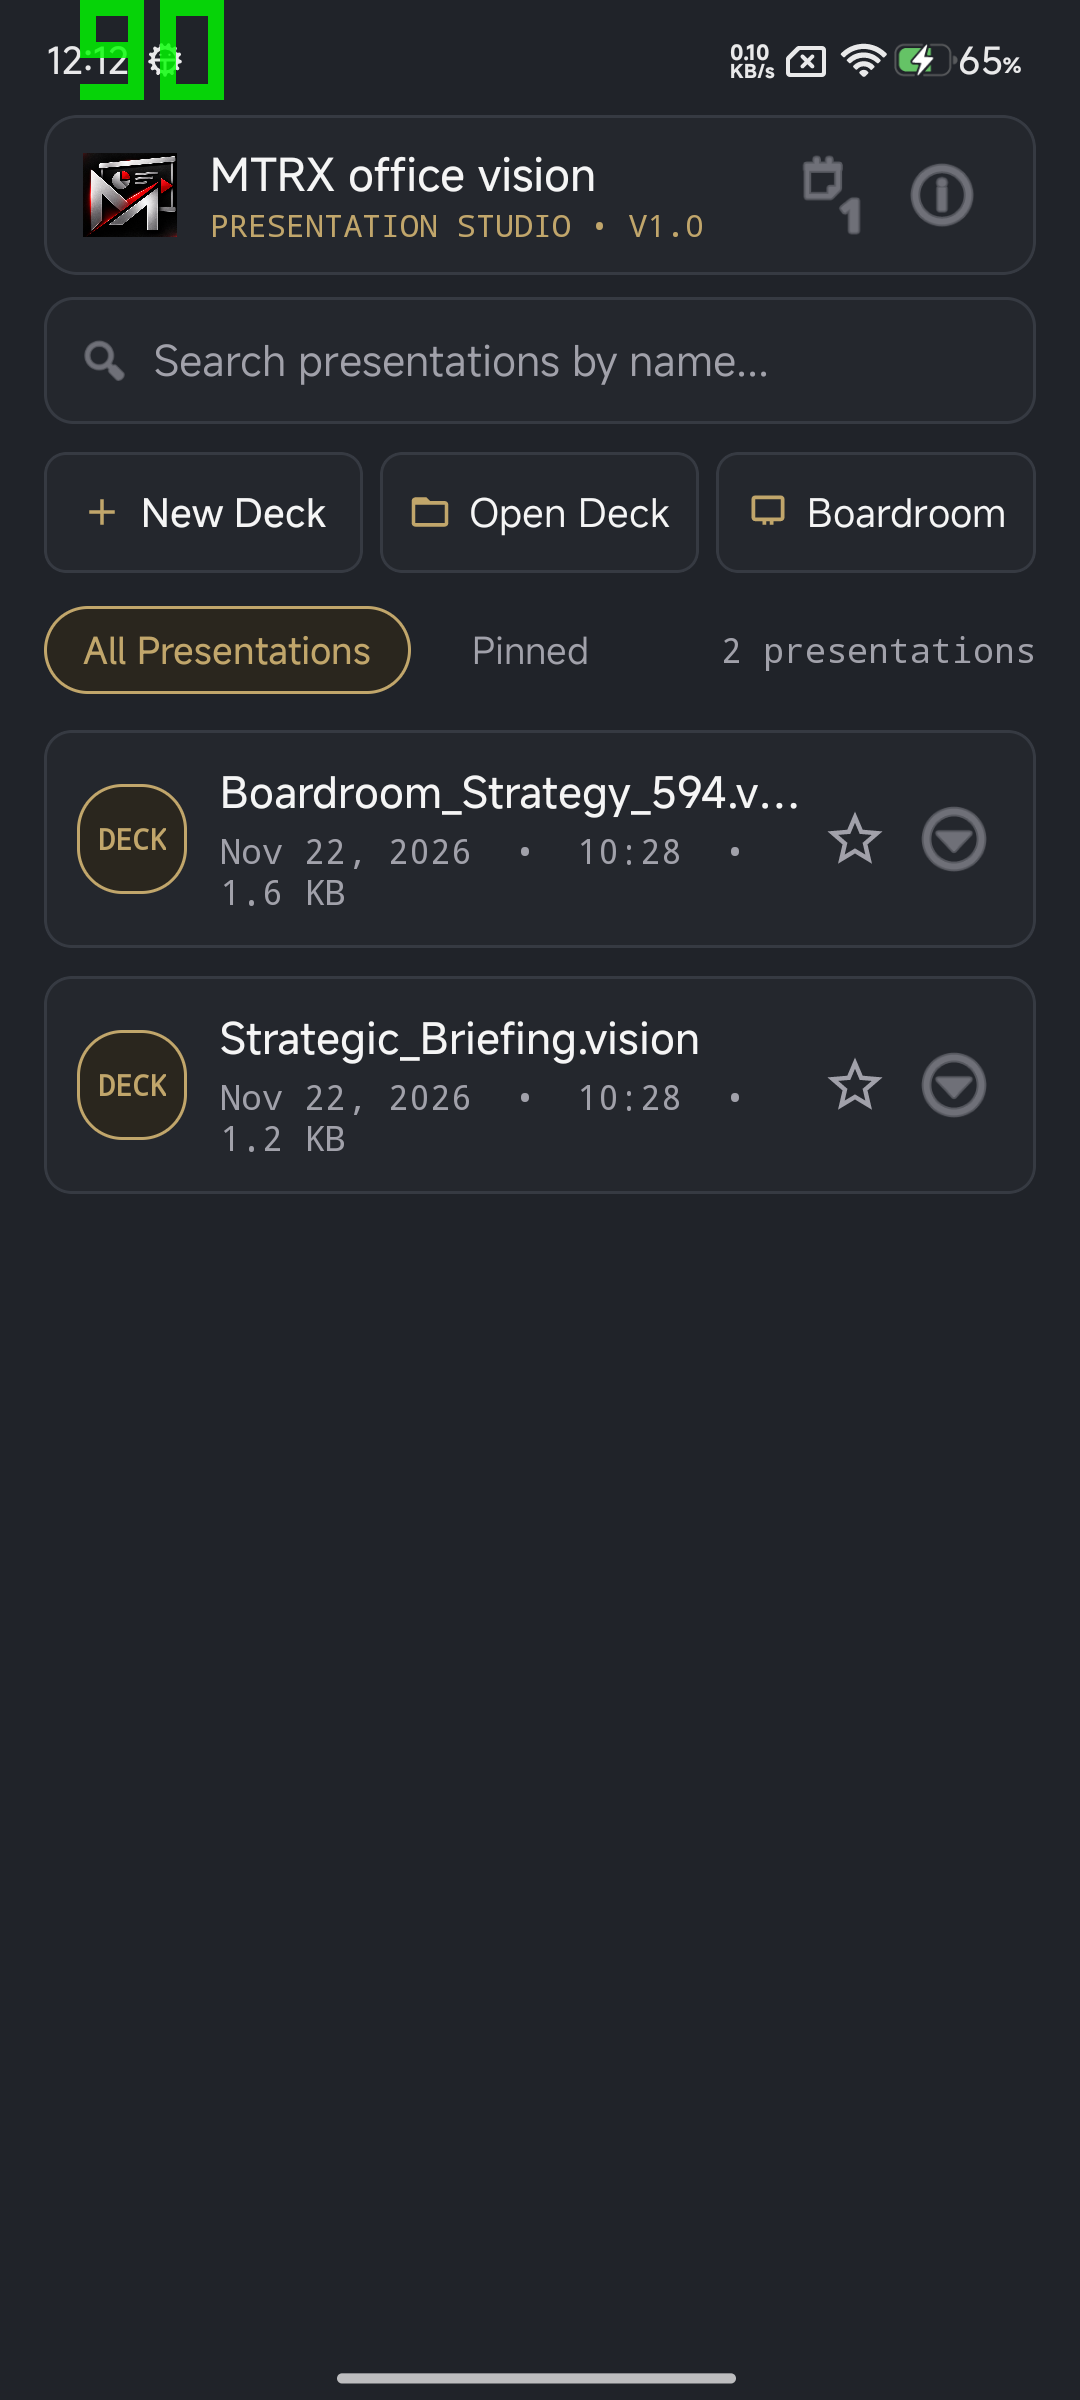 90
12:12
0.10
KB/s
65%
MTRX office vision
PRESENTATION STUDIO • V1.0
1
Search presentations by name...
New Deck
Open Deck
Boardroom
All Presentations
Pinned
2 presentations
DECK
Boardroom_Strategy_594.v...
Nov 22, 2026 • 10:28 •
1.6 KB
DECK
Strategic_Briefing.vision
Nov 22, 2026 • 10:28 •
1.2 KB